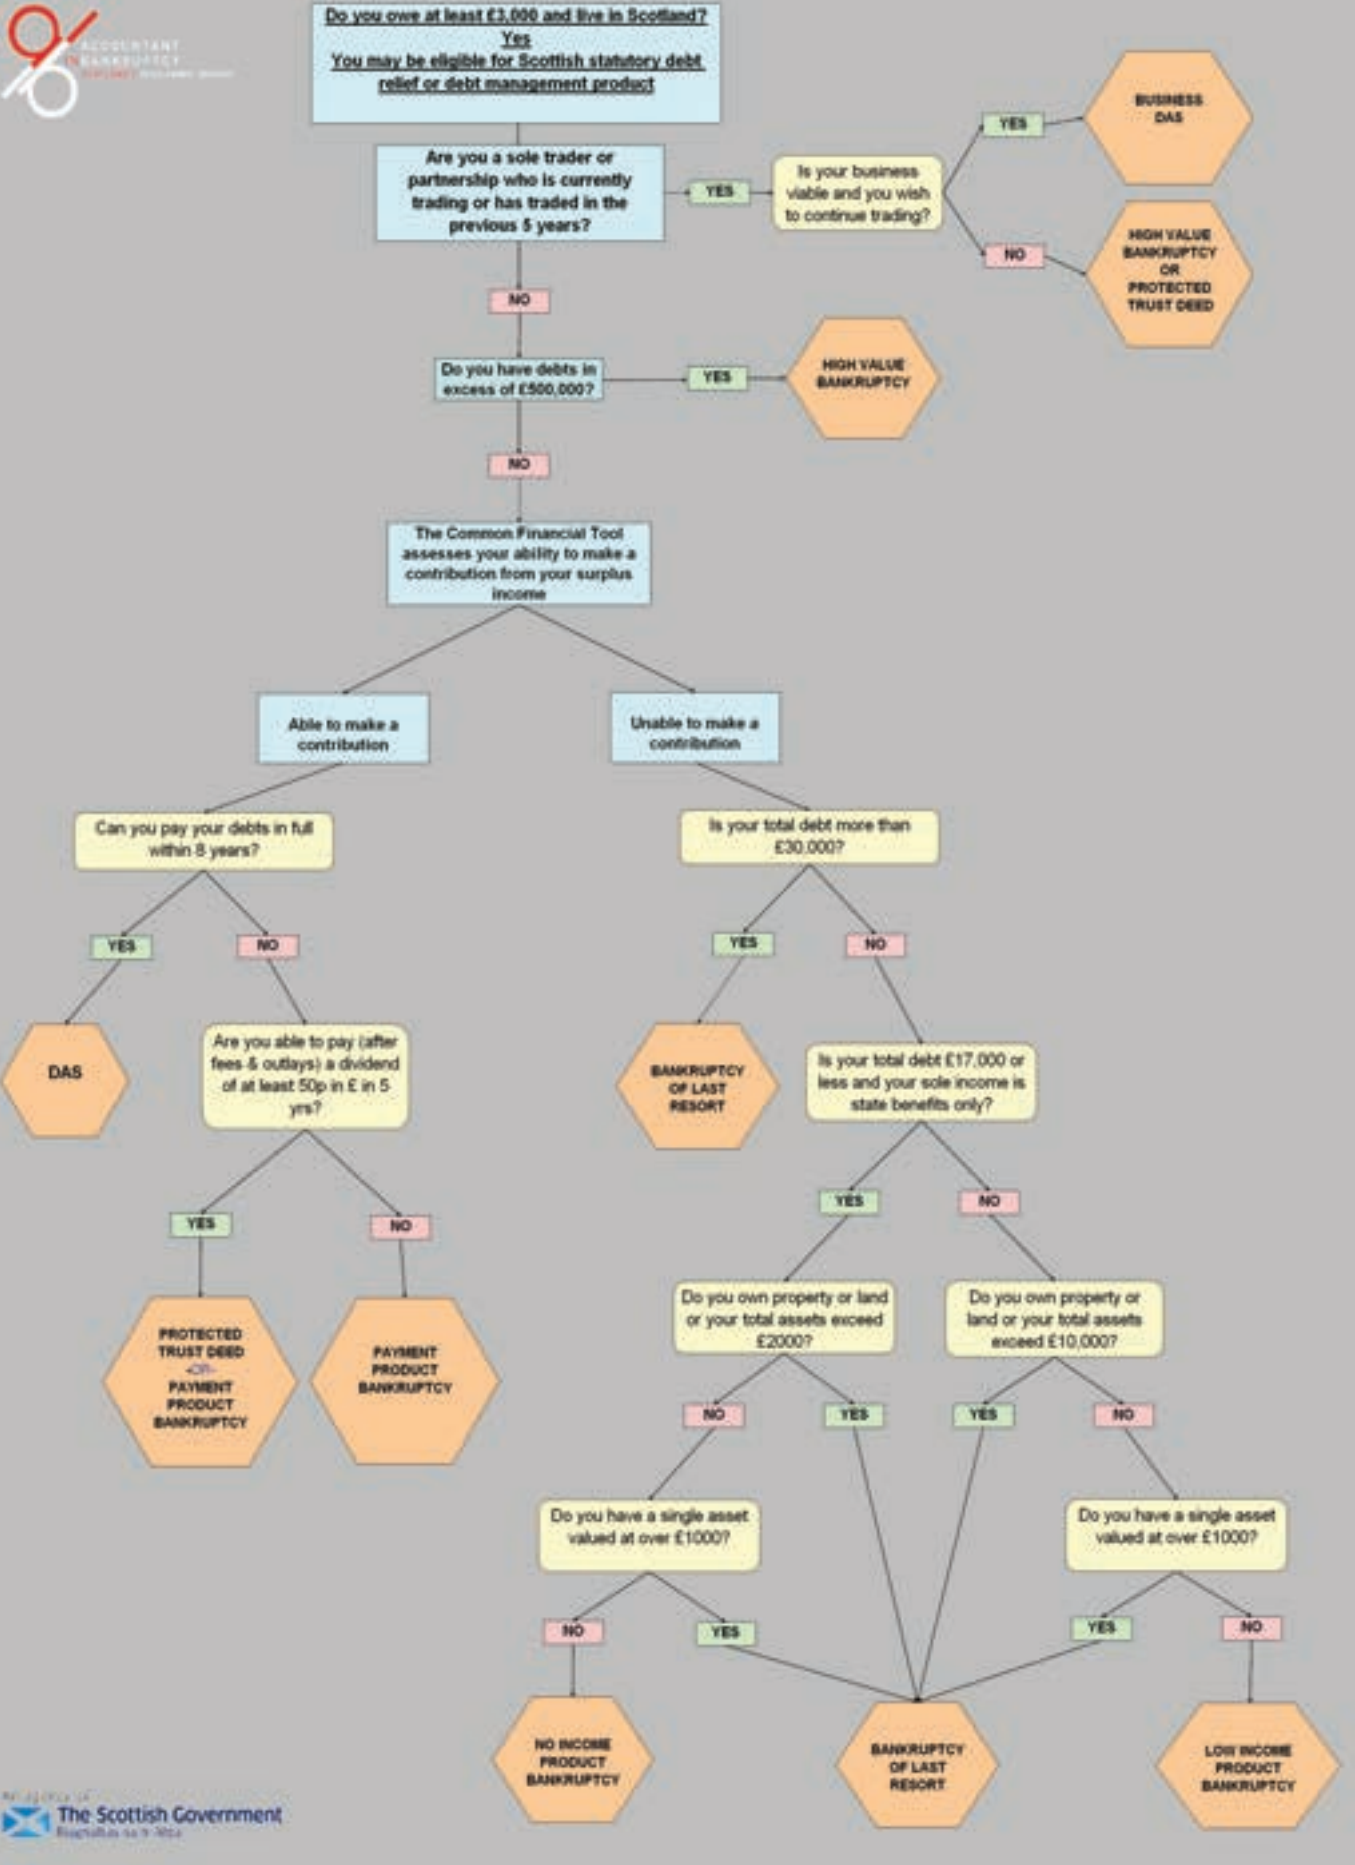 ACCOUNTANT
IN BANKRUPTCY
Do you owe at least £3,000 and live in Scotland?
Yes
You may be eligible for Scottish statutory debt
relief or debt management product
Are you a sole trader or
partnership who is currently
trading or has traded in the
previous 5 years?
YES
Is your business
viable and you wish
to continue trading?
YES
BUSINESS
DAS
NO
HIGH VALUE
BANKRUPTCY
OR
PROTECTED
TRUST DEED
NO
Do you have debts in
excess of £500,000?
YES
HIGH VALUE
BANKRUPTCY
NO
The Common Financial Tool
assesses your ability to make a
contribution from your surplus
income
Able to make a
contribution
Unable to make a
contribution
Can you pay your debts in full
within 8 years?
YES
NO
DAS
Are you able to pay (after
fees & outlays) a dividend
of at least 50p in £ in 5
yrs?
YES
NO
PROTECTED
TRUST DEED
-OR-
PAYMENT
PRODUCT
BANKRUPTCY
PAYMENT
PRODUCT
BANKRUPTCY
Is your total debt more than
£30,000?
YES
NO
BANKRUPTCY
OF LAST
RESORT
Is your total debt £17,000 or
less and your sole income is
state benefits only?
YES
NO
Do you own property or land
or your total assets exceed
£2000?
Do you own property or
land or your total assets
exceed £10,000?
NO
YES
YES
NO
Do you have a single asset
valued at over £1000?
Do you have a single asset
valued at over £1000?
NO
YES
YES
NO
NO INCOME
PRODUCT
BANKRUPTCY
BANKRUPTCY
OF LAST
RESORT
LOW INCOME
PRODUCT
BANKRUPTCY
The Scottish Government